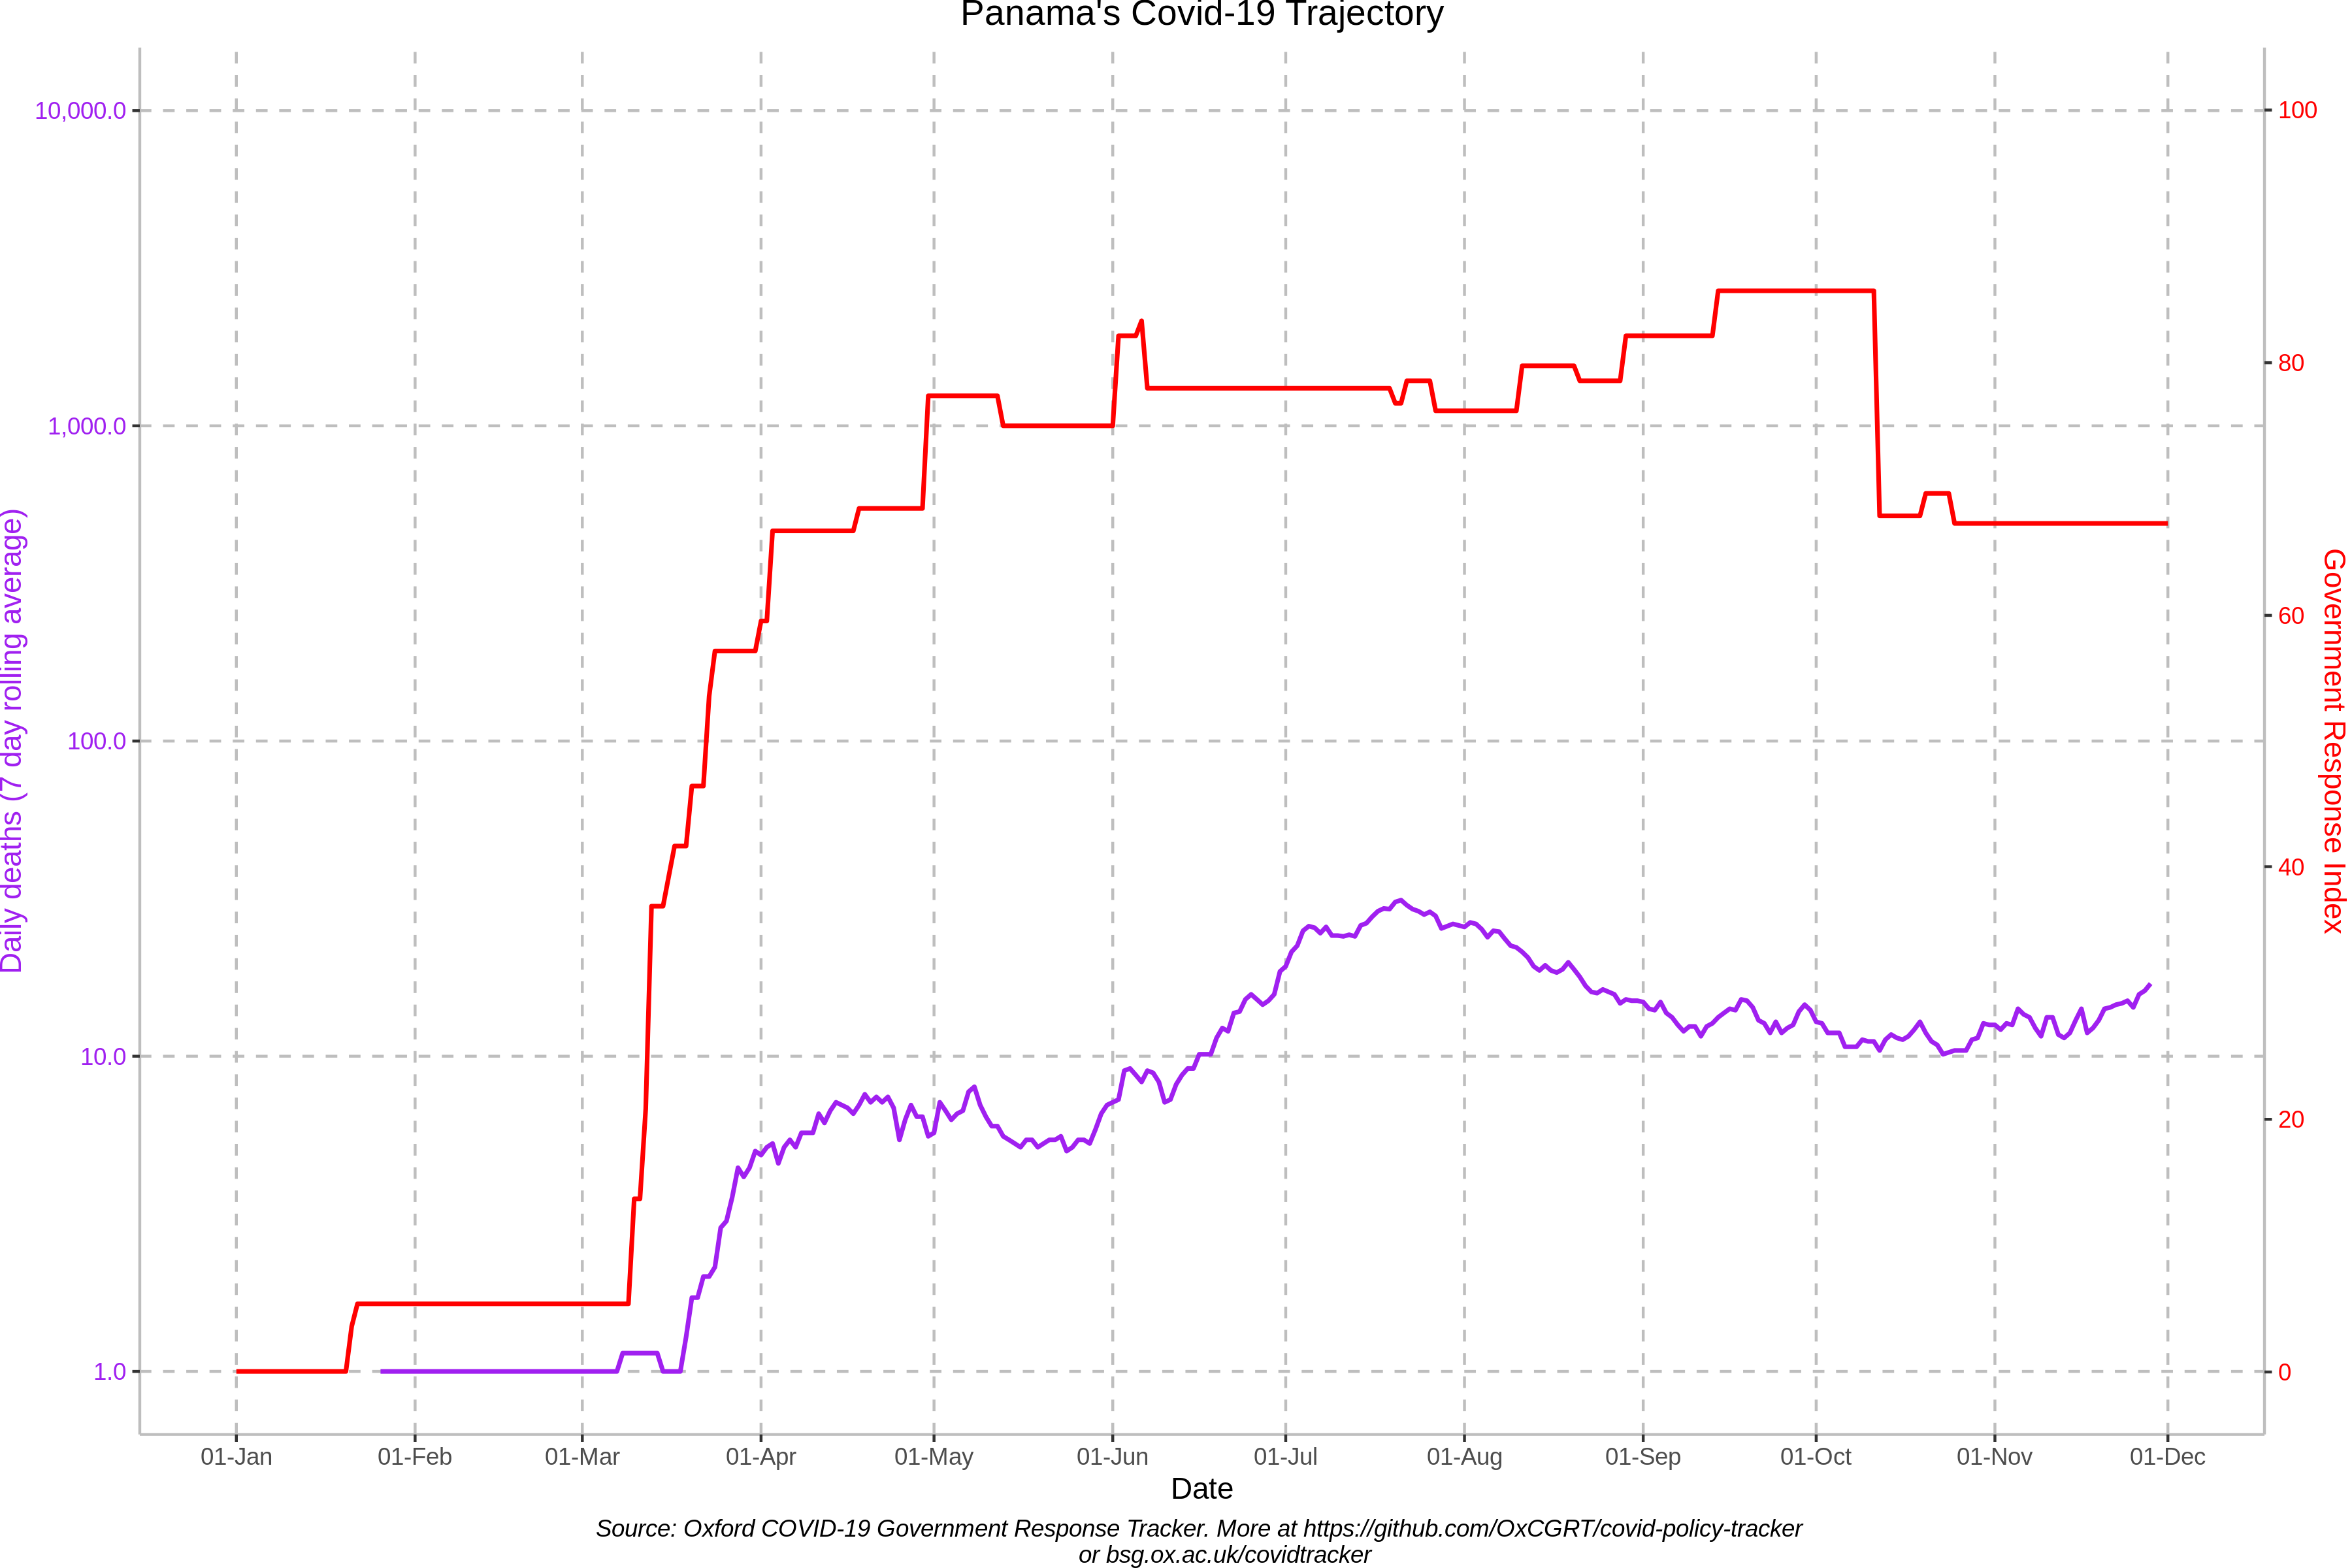 Panama's Covid-19 Trajectory
10,000.0
1,000.0
100.0
10.0
1.0
Daily deaths (7 day rolling average)
100
80
60
40
20
0
Government Response Index
01-Jan 01-Feb 01-Mar 01-Apr 01-May 01-Jun 01-Jul 01-Aug 01-Sep 01-Oct 01-Nov 01-Dec
Date
Source: Oxford COVID-19 Government Response Tracker. More at https://github.com/OxCGRT/covid-policy-tracker
or bsg.ox.ac.uk/covidtracker